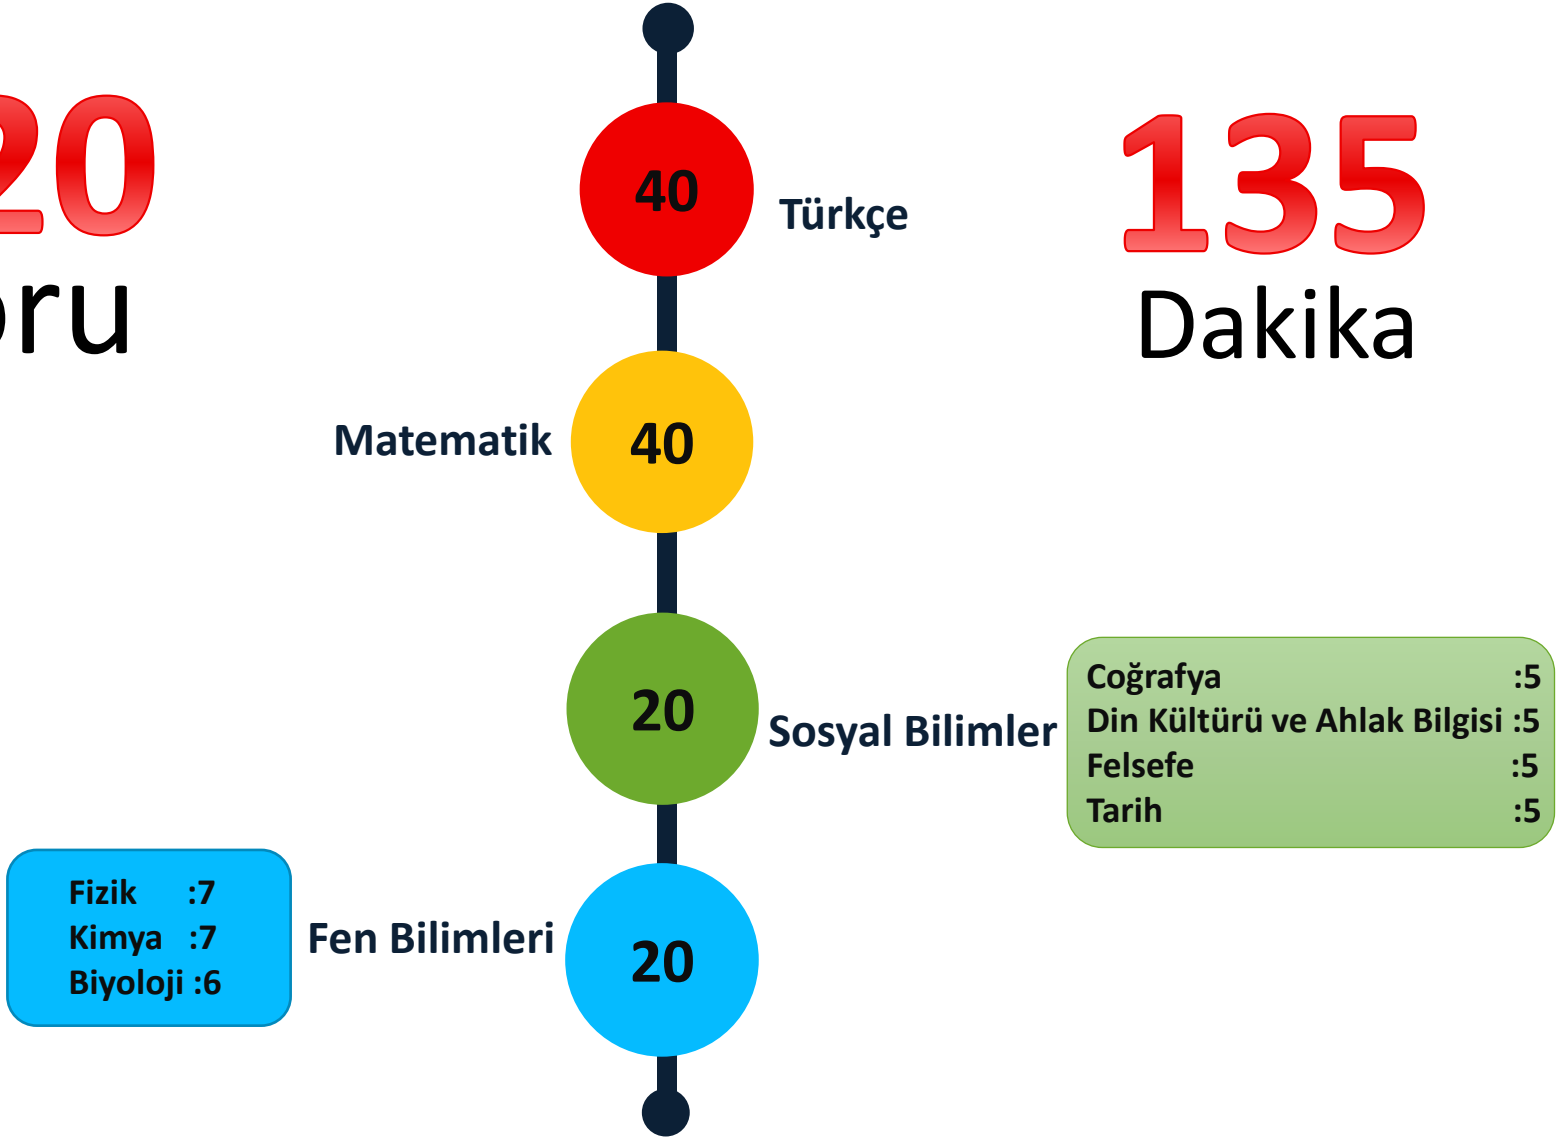 20
oru
40
Türkçe
135
Dakika
Matematik
40
20
Sosyal Bilimler
Coğrafya :5
Din Kültürü ve Ahlak Bilgisi :5
Felsefe :5
Tarih :5
Fizik :7
Kimya :7
Biyoloji :6
Fen Bilimleri
20